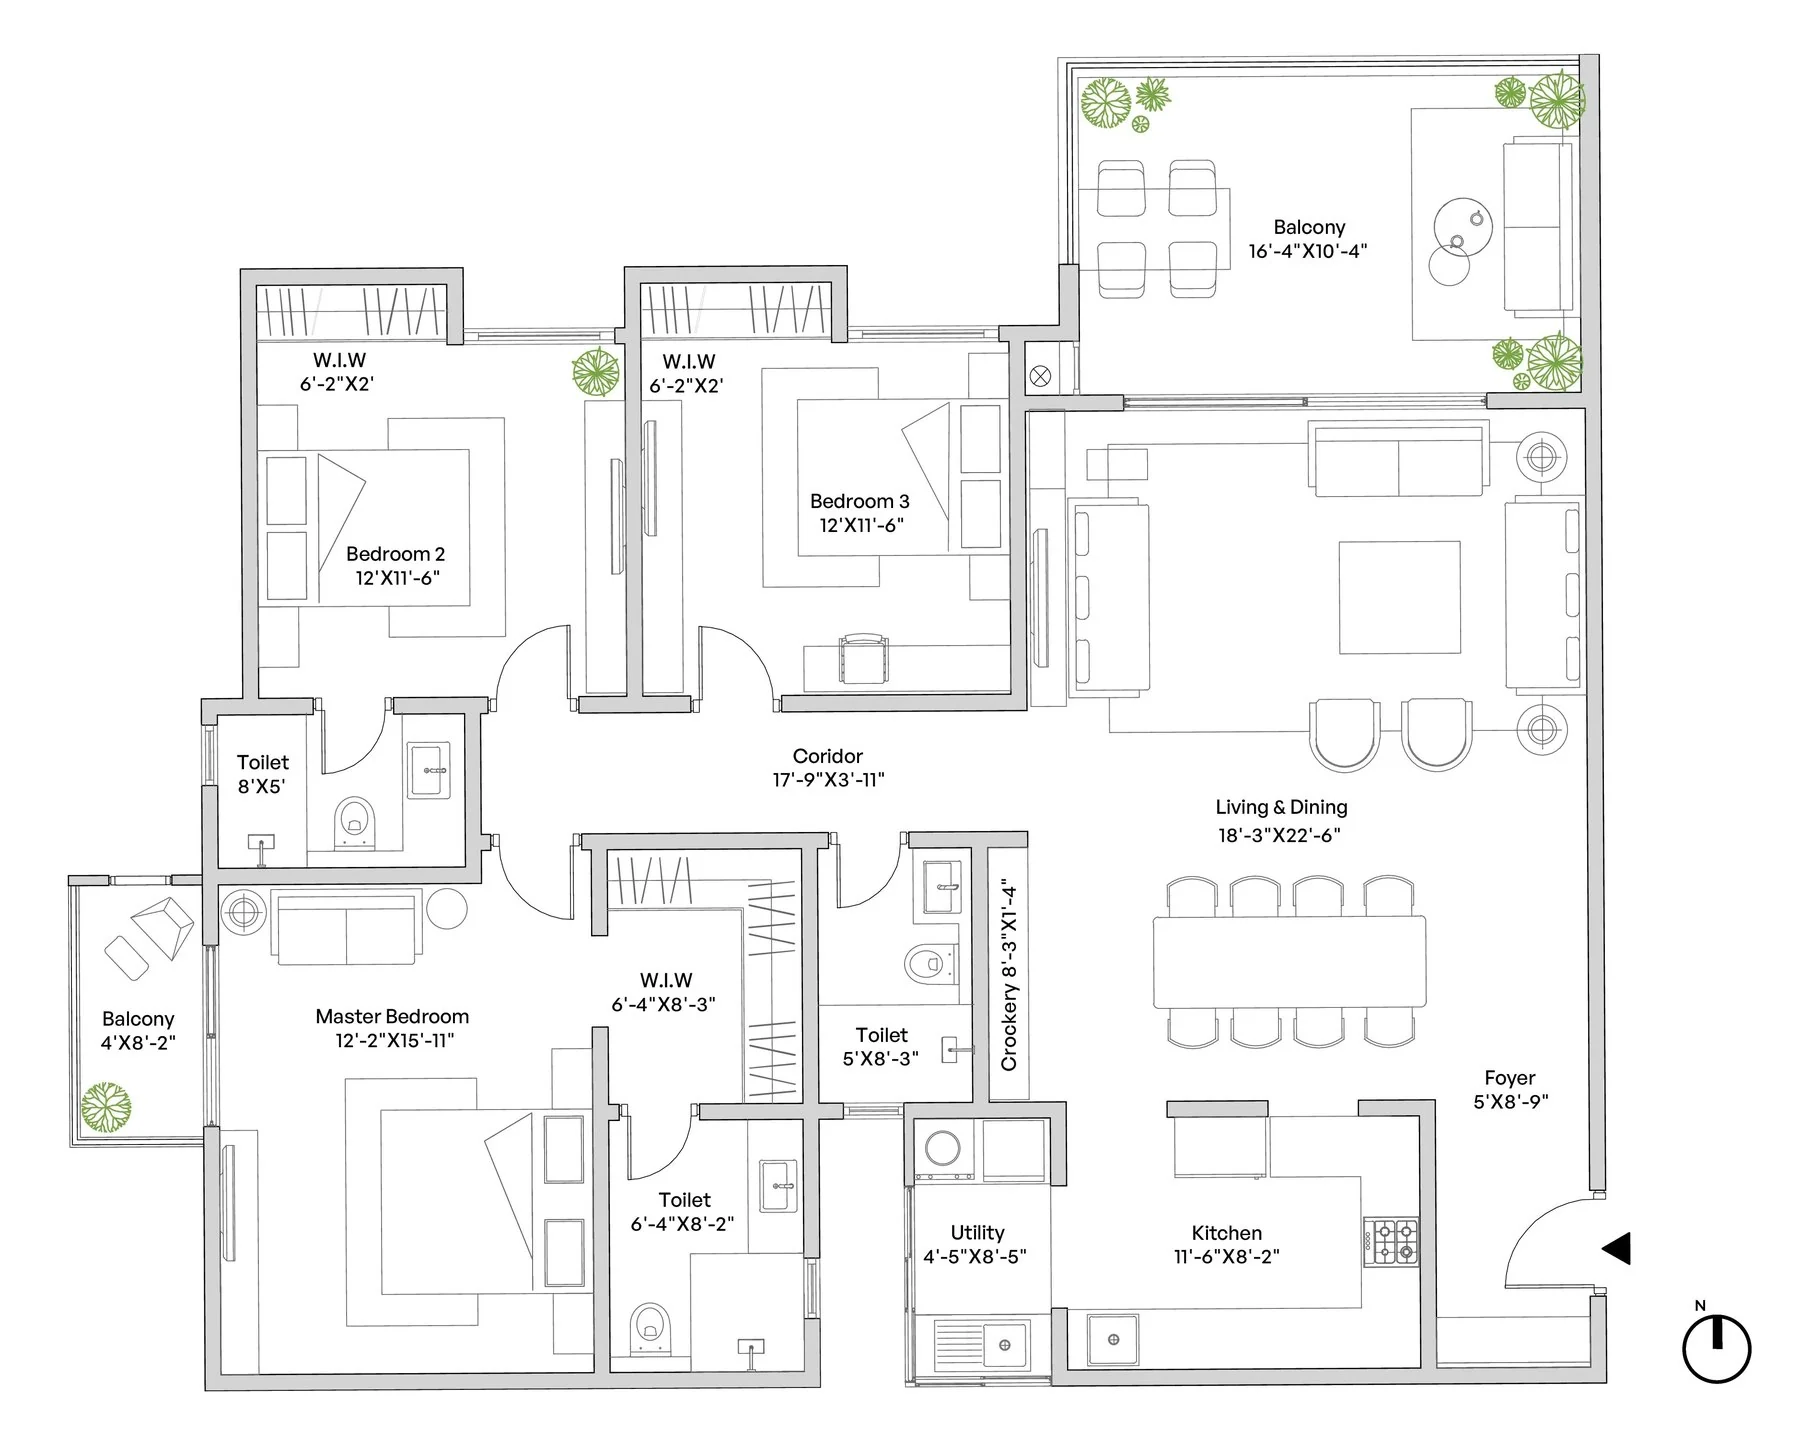 Balcony
16'-4"X10'-4"
W.I.W
6'-2"X2'
W.I.W
6'-2"X2'
Bedroom 3
12'X11'-6"
Bedroom 2
12'X11'-6"
Toilet
8'X5'
Coridor
17'-9"X3'-11"
Living & Dining
18'-3"X22'-6"
Crockery 8'-3"X1'-4"
W.I.W
6'-4"X8'-3"
Balcony
4'X8'-2"
Master Bedroom
12'-2"X15'-11"
Toilet
5'X8'-3"
Foyer
5'X8'-9"
Toilet
6'-4"X8'-2"
Utility
4'-5"X8'-5"
Kitchen
11'-6"X8'-2"
N